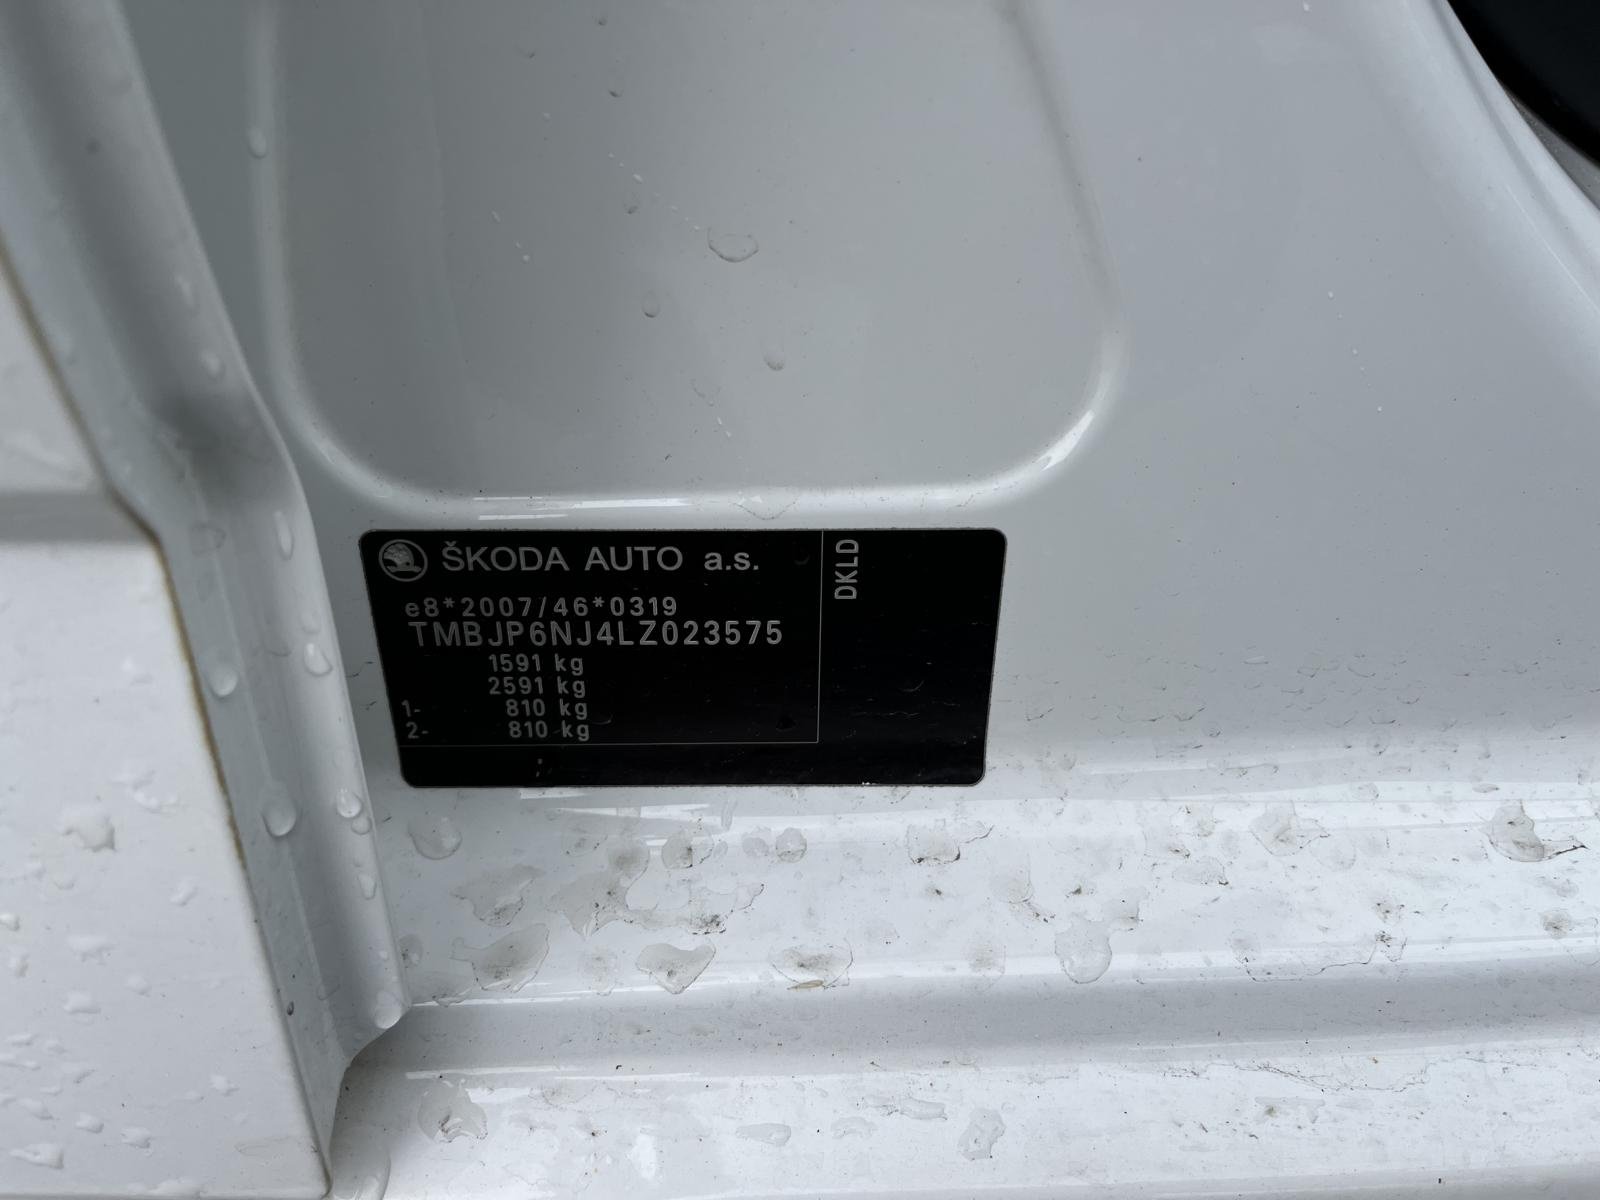 ŠKODA AUTO a.s.
e8*2007/46*0319
TMBJP6NJ4LZ023575
1591 kg
2591 kg
1- 810 kg
2- 810 kg
DKLD